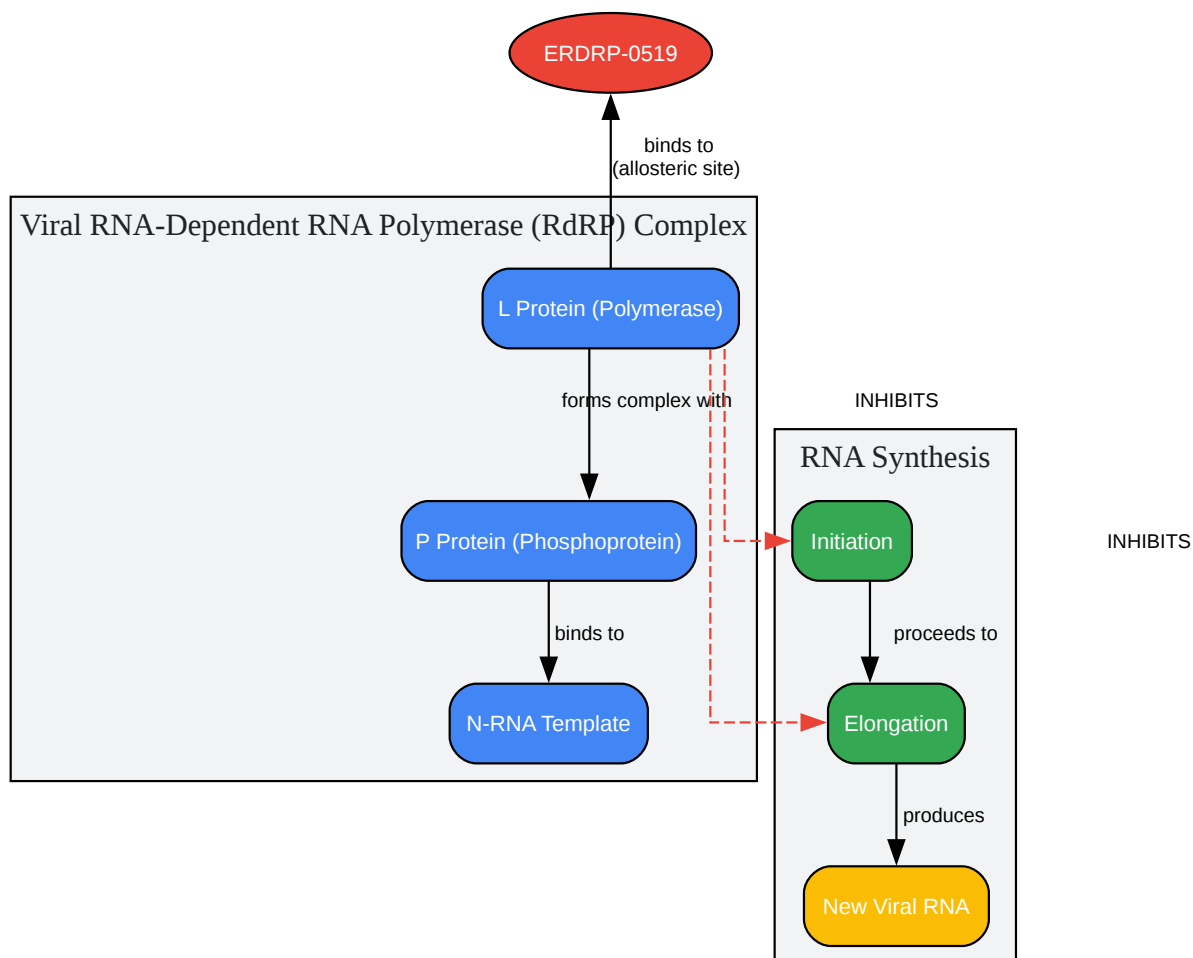 ERDRP-0519
binds to
(allosteric site)
Viral RNA-Dependent RNA Polymerase (RdRP) Complex
L Protein (Polymerase)
forms complex with
INHIBITS
RNA Synthesis
P Protein (Phosphoprotein)
Initiation
INHIBITS
binds to
proceeds to
N-RNA Template
Elongation
produces
New Viral RNA